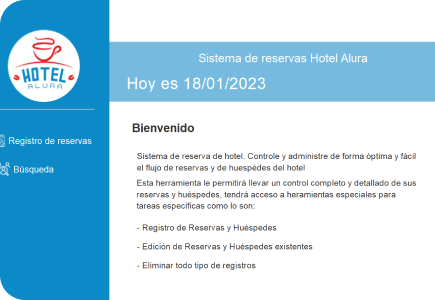 Sistema de reservas Hotel Alura
Hoy es 18/01/2023
HOTEL
ALURA
Registro de reservas
Búsqueda
Bienvenido
Sistema de reserva de hotel. Controle y administre de forma óptima y fácil
el flujo de reservas y de huespédes del hotel
Esta herramienta le permitirá llevar un control completo y detallado de sus
reservas y huéspedes, tendrá acceso a heramientas especiales para
tareas específicas como lo son:
- Registro de Reservas y Huéspedes
- Edición de Reservas y Huéspedes existentes
- Eliminar todo tipo de registros